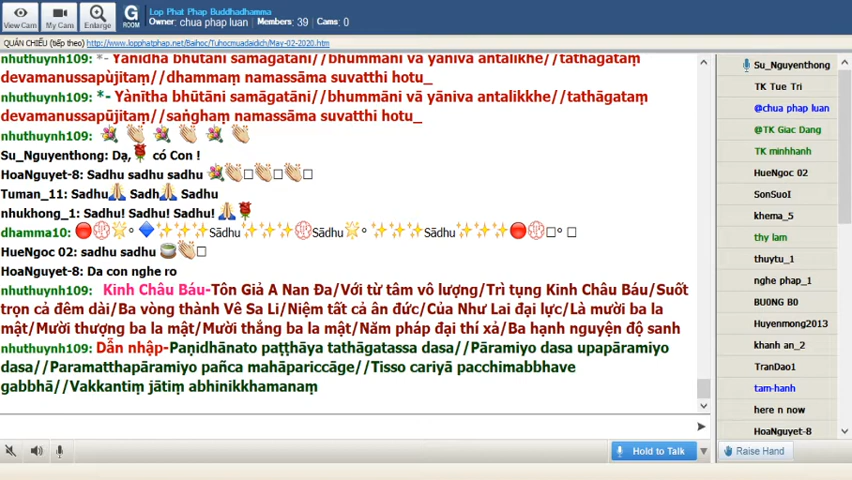 View Cam
My Cam
Enlarge
G
ROOM
Lop Phat Phap Buddhadhamma
Owner: chua phap luan Members: 39 Cams: 0
QUÁN CHIẾU (tiếp theo) http://www.lopphatphap.net/Baihoc/Tuhocmuadaidich/May-02-2020.htm
nhuthuynh109: *- Yānīdha bhūtāni samāgatāni//bhummāni vā yāniva antalikhe//tathāgataṃ
devamanussapūjitaṃ//dhammaṃ namassāma suvatthi hotu_
nhuthuynh109: *- Yànītha bhūtāni samāgatāni//bhummāni vā yāniva antalikkhe//tathāgataṃ
devamanussapūjitaṃ//saṅghaṃ namassāma suvatthi hotu_
nhuthuynh109:
Su_Nguyenthong: Dạ, có Con !
HoaNguyet-8: Sadhu sadhu sadhu
Tuman_11: Sadhu Sadh Sadhu
nhukhong_1: Sadhu! Sadhu! Sadhu!
dhamma10: Sādhu Sādhu Sādhu
HueNgoc 02: sadhu sadhu
HoaNguyet-8: Da con nghe ro
nhuthuynh109: Kinh Châu Báu-Tôn Giả A Nan Đa/Với từ tâm vô lượng/Trì tụng Kinh Châu Báu/Suốt
trọn cả đêm dài/Ba vòng thành Vê Sa Li/Niệm tất cả ân đức/Của Như Lai đại lực/Là mười ba la
mật/Mười thượng ba la mật/Mười thắng ba la mật/Năm pháp đại thí xả/Ba hạnh nguyện độ sanh
nhuthuynh109: Dẫn nhập-Paṇidhānato paṭṭhāya tathāgatassa dasa//Pāramiyo dasa upapāramiyo
dasa//Paramatthapāramiyo pañca mahāpariccāge//Tisso cariyā pacchimabbhave
gabbhā//Vakkantiṃ jātiṃ abhinikkhamanaṃ
Su_Nguyenthong
TK Tue Tri
@chua phap luan
@TK Giac Dang
TK minhhanh
HueNgoc 02
SonSuoI
khema_5
thy lam
thuytu_1
nghe phap_1
BU0NG B0
Huyenmong2013
khanh an_2
TranDao1
tam-hanh
here n now
HoaNguyet-8
Hold to Talk
Raise Hand